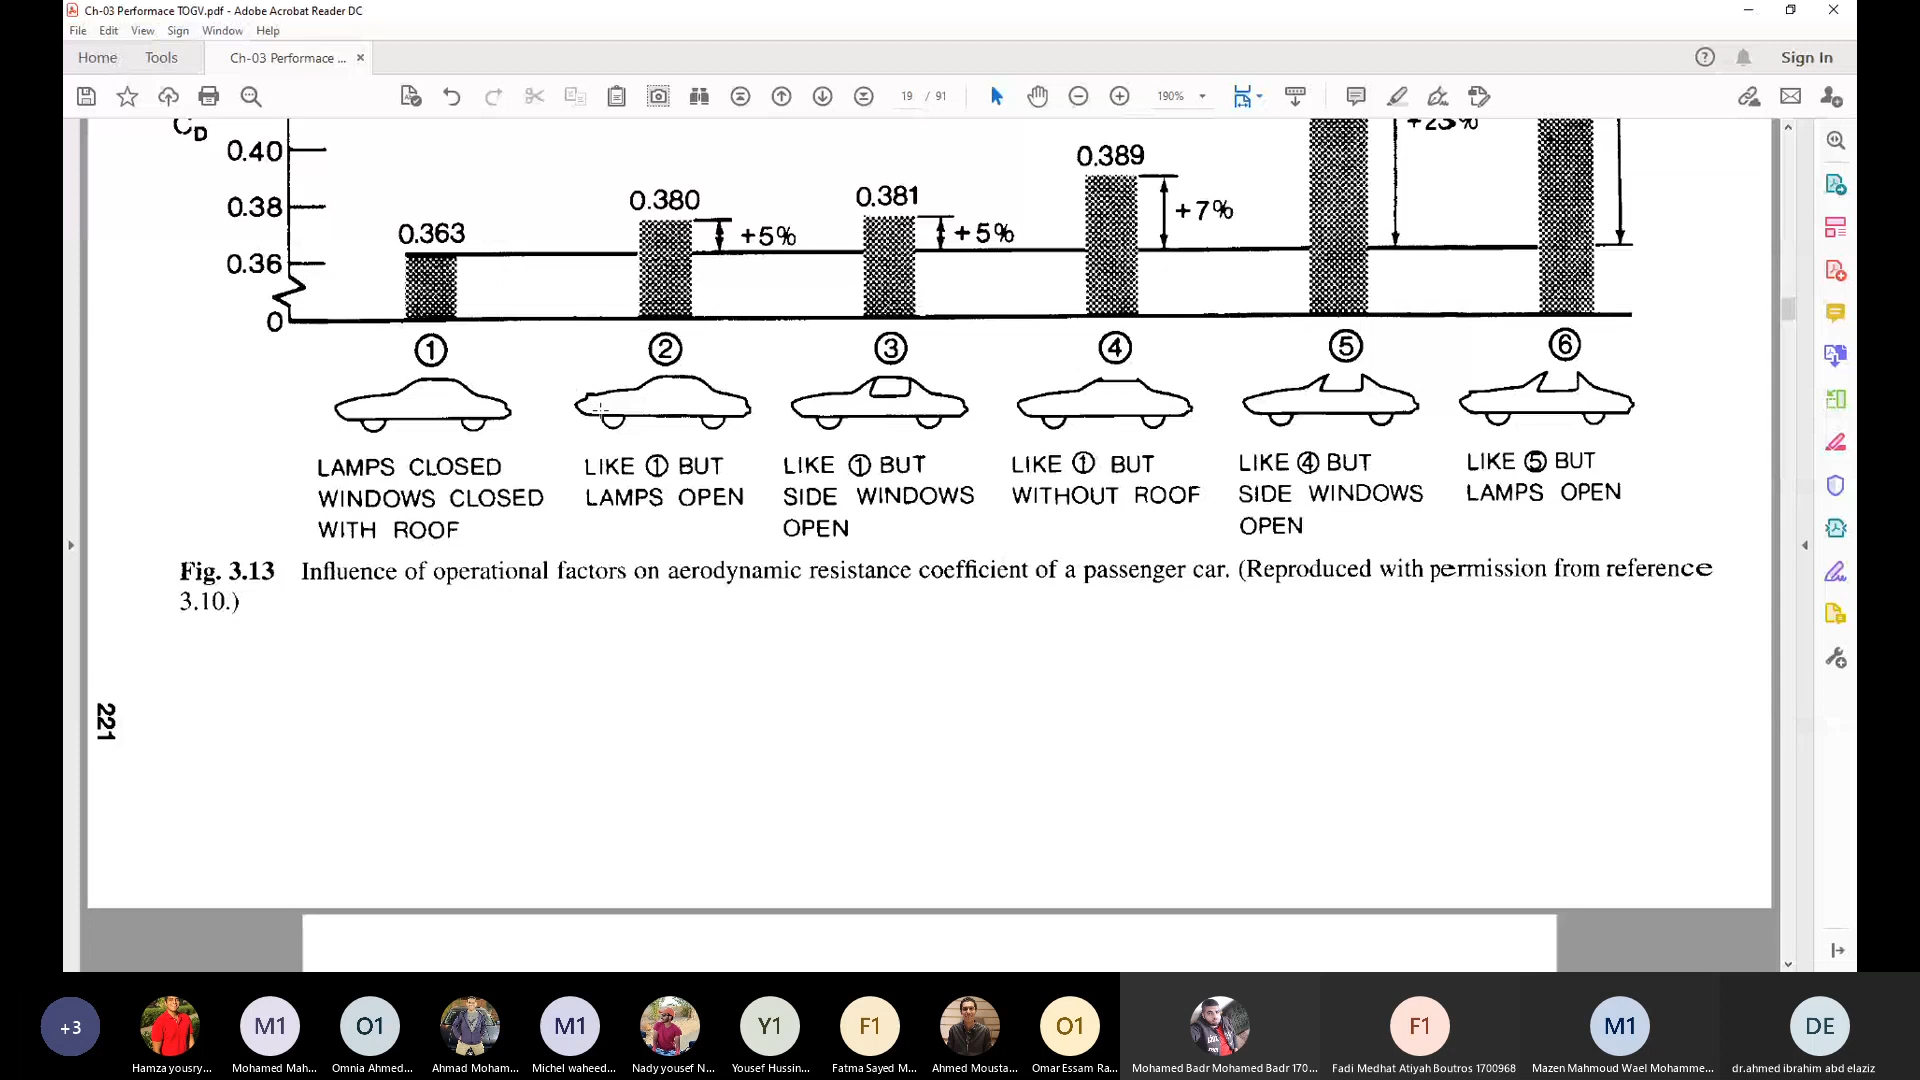 Ch-03 Performace TOGV.pdf - Adobe Acrobat Reader DC
File Edit View Sign Window Help
Home Tools Ch-03 Performace ... × Sign In
19 / 91 190%
CD
0.40
0.38
0.36
0
0.363
0.380
+5%
0.381
+5%
0.389
+7%
+23%
1 2 3 4 5 6
LAMPS CLOSED
WINDOWS CLOSED
WITH ROOF
LIKE ① BUT
LAMPS OPEN
LIKE ① BUT
SIDE WINDOWS
OPEN
LIKE ① BUT
WITHOUT ROOF
LIKE ④ BUT
SIDE WINDOWS
OPEN
LIKE ⑤ BUT
LAMPS OPEN
Fig. 3.13 Influence of operational factors on aerodynamic resistance coefficient of a passenger car. (Reproduced with permission from reference
3.10.)
221
+3 M1 O1 M1 Y1 F1 O1 F1 M1 DE
Hamza yousry... Mohamed Mah... Omnia Ahmed... Ahmad Moham... Michel waheed... Nady yousef N... Yousef Hussin... Fatma Sayed M... Ahmed Mousta... Omar Essam Ra... Mohamed Badr Mohamed Badr 170... Fadi Medhat Atiyah Boutros 1700968 Mazen Mahmoud Wael Mohamme... dr.ahmed ibrahim abd elaziz